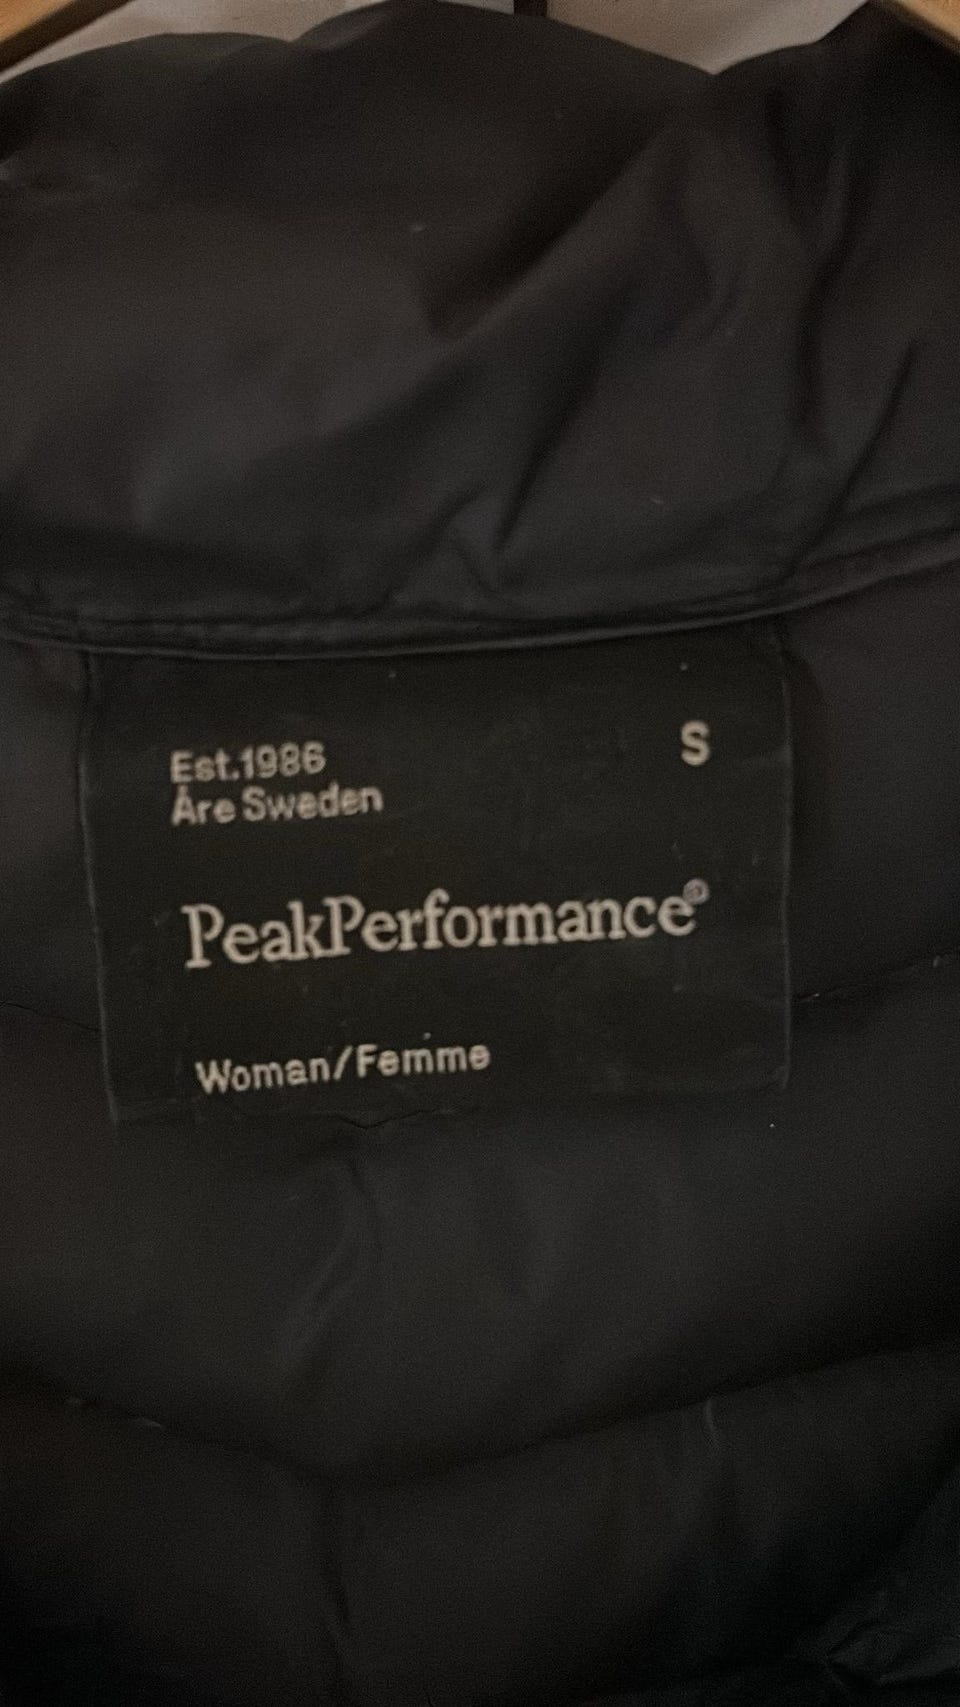 Est.1986
S
Åre Sweden
PeakPerformance®
Woman/Femme